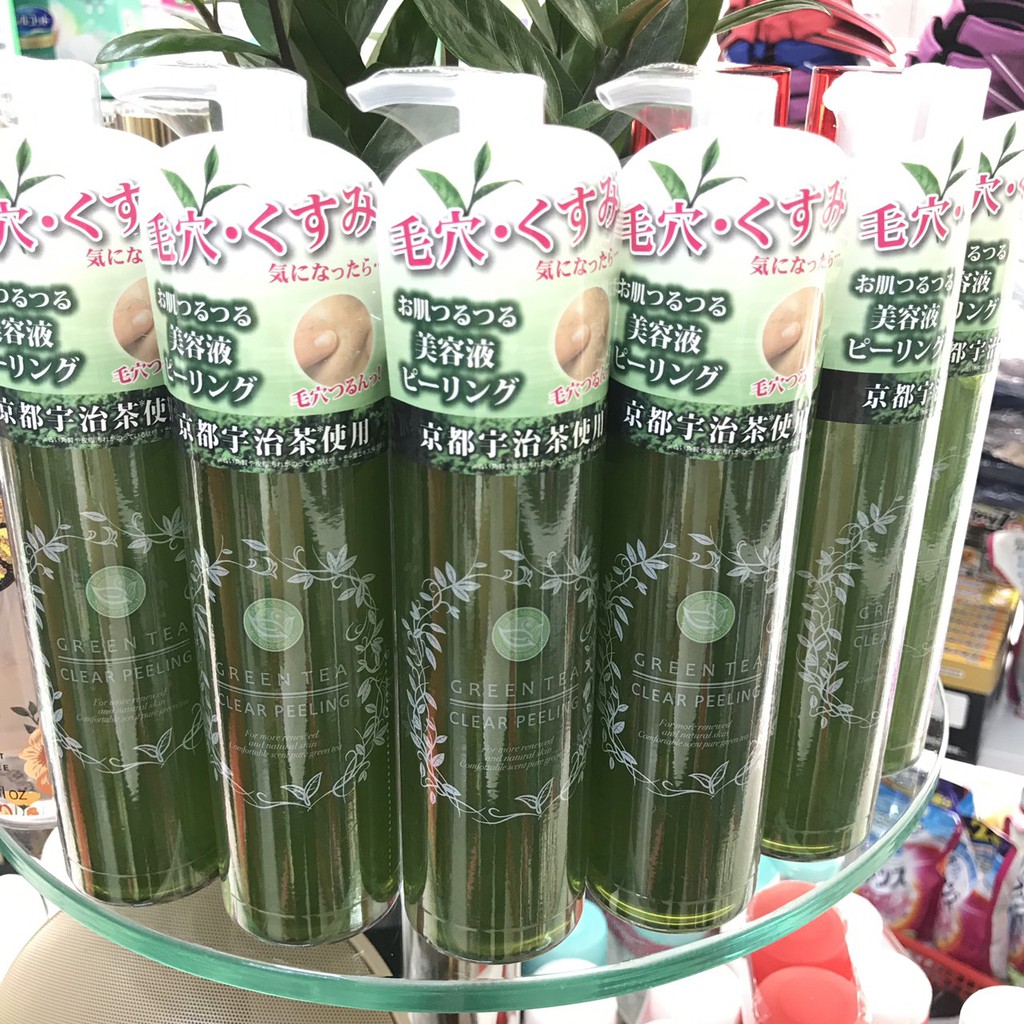 毛穴・くすみ
気になったら…
お肌つるつる
美容液
ピーリング
毛穴つるんっ!
京都宇治茶使用
GREEN TEA
CLEAR PEELING
For more renewed
and natural skin
Comfortable scent pure green tea